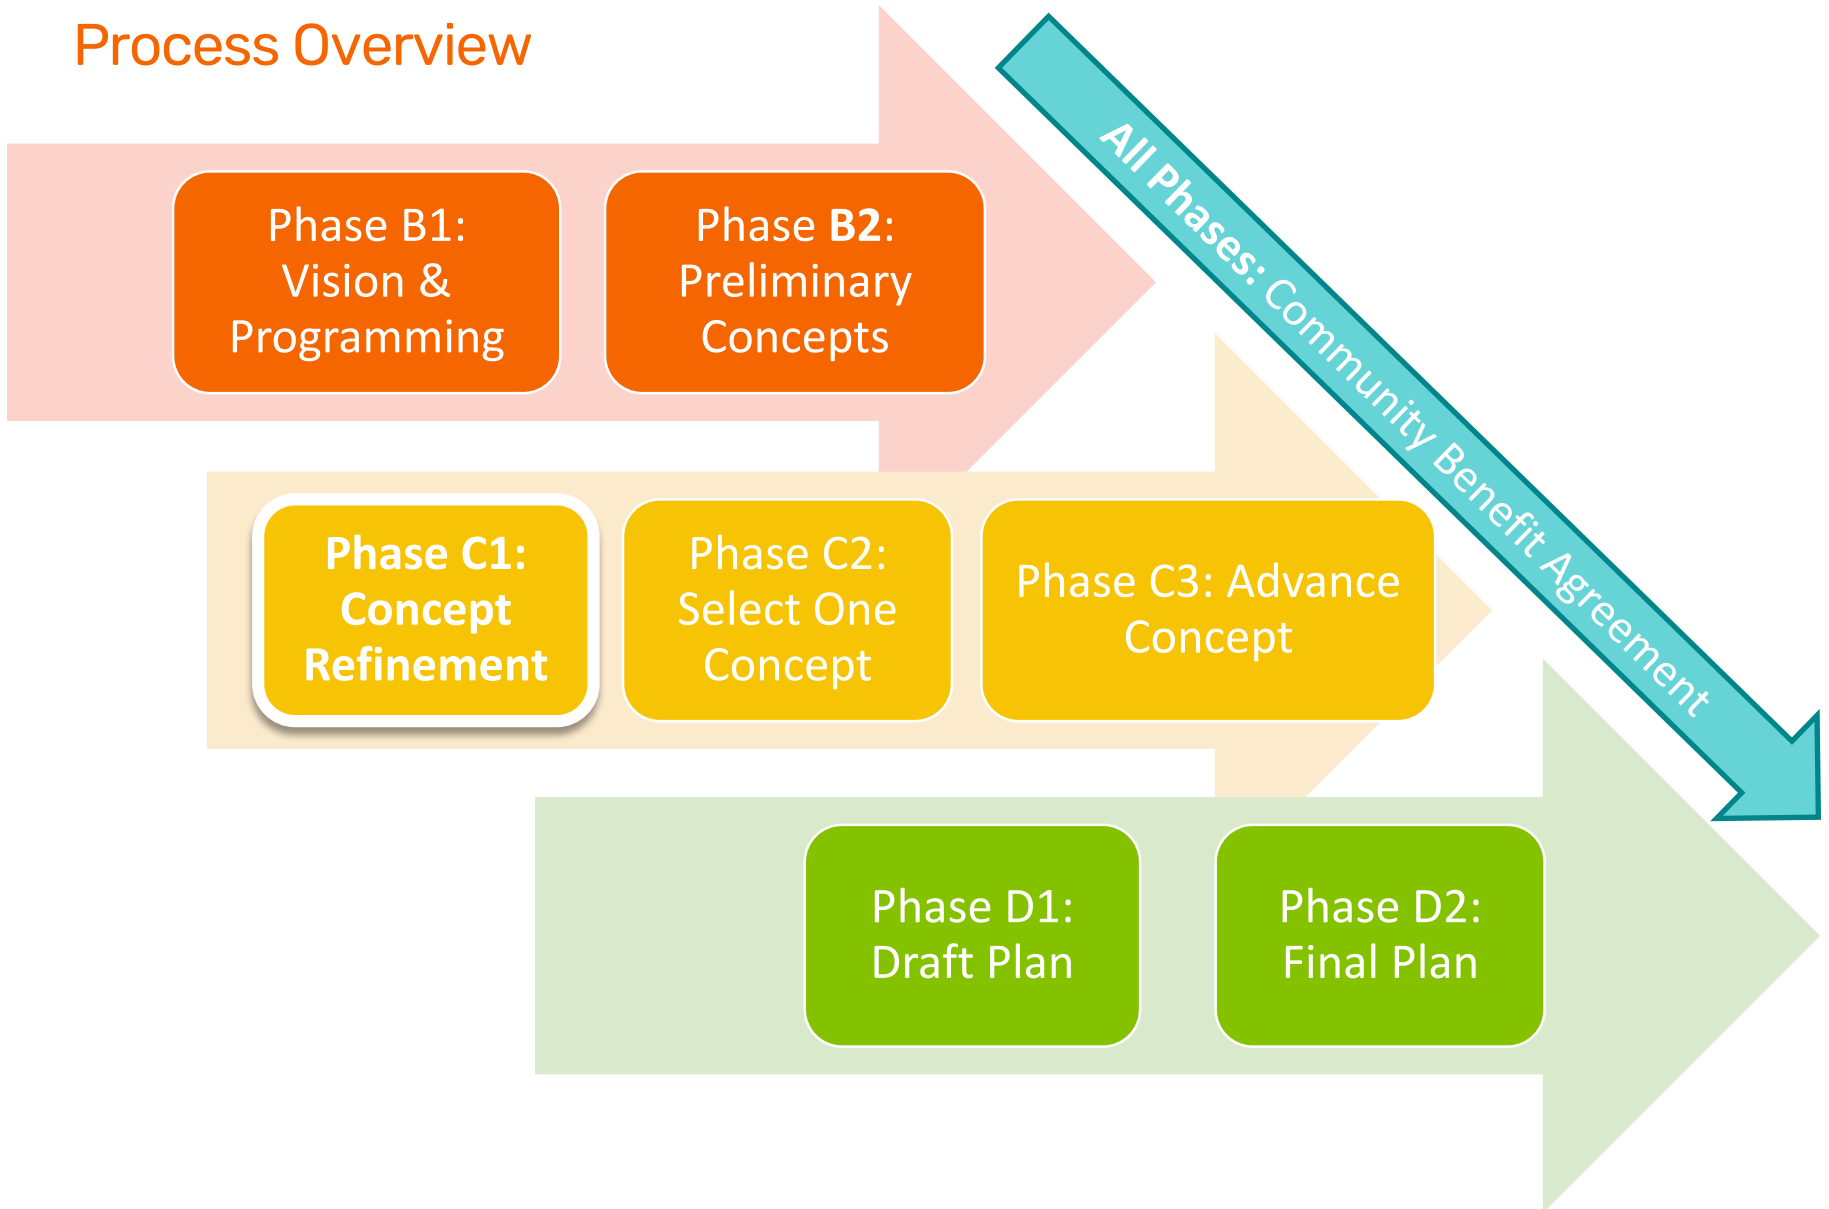 Process Overview
Phase B1:
Vision &
Programming
Phase B2:
Preliminary
Concepts
All Phases: Community Benefit Agreement
Phase C1:
Concept
Refinement
Phase C2:
Select One
Concept
Phase C3: Advance
Concept
Phase D1:
Draft Plan
Phase D2:
Final Plan